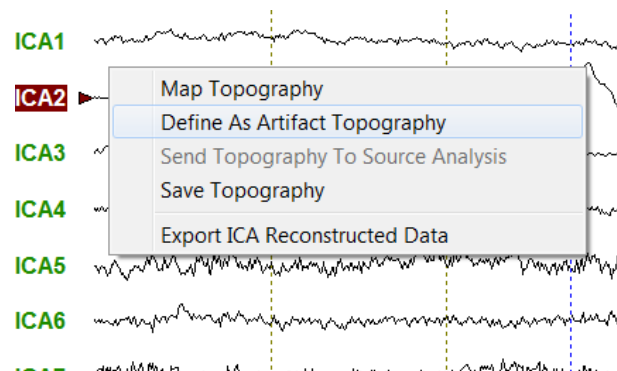 ICA1
ICA2
Map Topography
Define As Artifact Topography
ICA3
Send Topography To Source Analysis
Save Topography
ICA4
Export ICA Reconstructed Data
ICA5
ICA6